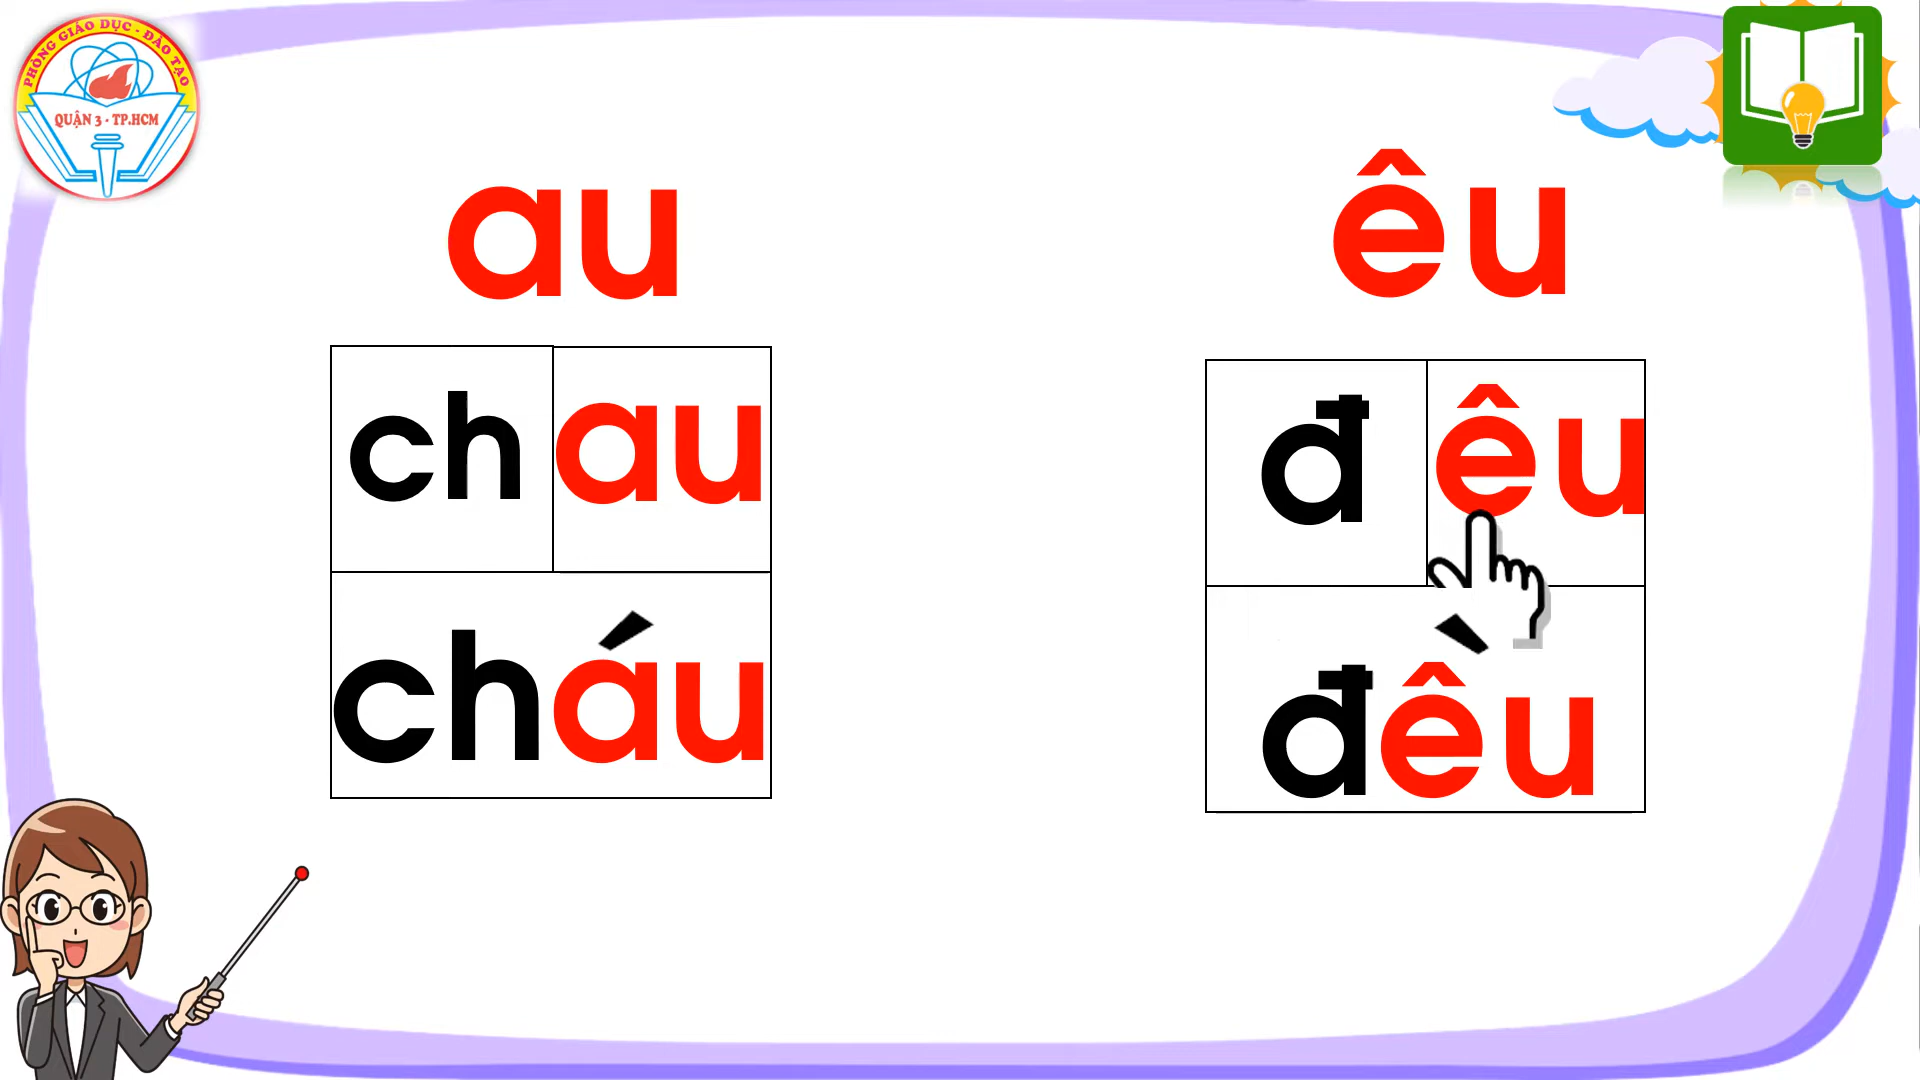 PHÒNG GIÁO DỤC - ĐÀO TẠO
QUẬN 3 - TP.HCM
au
ch au
cháu
êu
đ êu
đều